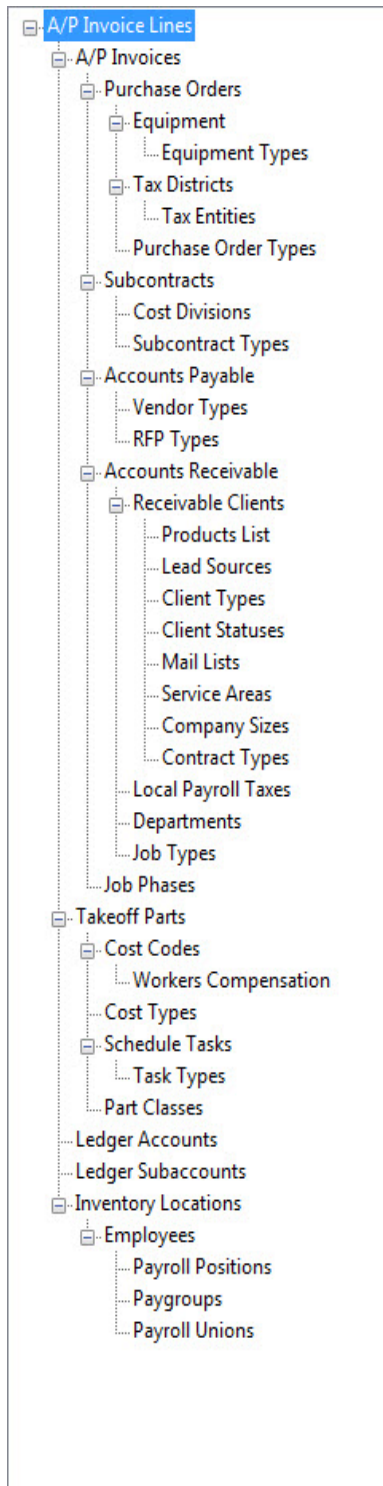 A/P Invoice Lines
A/P Invoices
Purchase Orders
Equipment
Equipment Types
Tax Districts
Tax Entities
Purchase Order Types
Subcontracts
Cost Divisions
Subcontract Types
Accounts Payable
Vendor Types
RFP Types
Accounts Receivable
Receivable Clients
Products List
Lead Sources
Client Types
Client Statuses
Mail Lists
Service Areas
Company Sizes
Contract Types
Local Payroll Taxes
Departments
Job Types
Job Phases
Takeoff Parts
Cost Codes
Workers Compensation
Cost Types
Schedule Tasks
Task Types
Part Classes
Ledger Accounts
Ledger Subaccounts
Inventory Locations
Employees
Payroll Positions
Paygroups
Payroll Unions